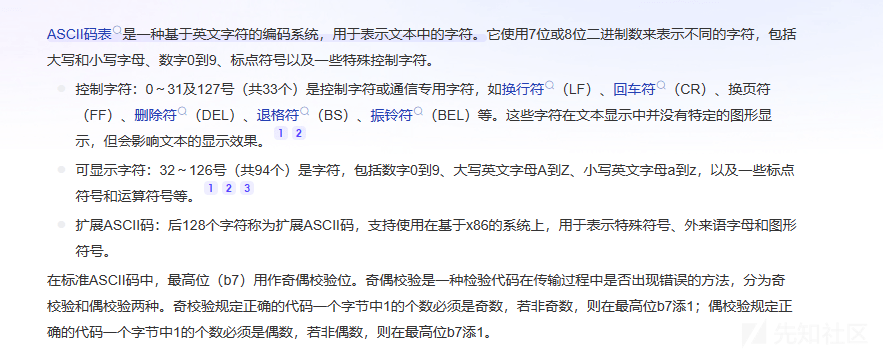 ASCII码表是一种基于英文字符的编码系统，用于表示文本中的字符。它使用7位或8位二进制数来表示不同的字符，包括
大写和小写字母、数字0到9、标点符号以及一些特殊控制字符。
控制字符：0～31及127号（共33个）是控制字符或通信专用字符，如换行符（LF）、回车符（CR）、换页符
（FF）、删除符（DEL）、退格符（BS）、振铃符（BEL）等。这些字符在文本显示中并没有特定的图形显
示，但会影响文本的显示效果。 1 2
可显示字符：32～126号（共94个）是字符，包括数字0到9、大写英文字母A到Z、小写英文字母a到z，以及一些标点
符号和运算符号等。 1 2 3
扩展ASCII码：后128个字符称为扩展ASCII码，支持使用在基于x86的系统上，用于表示特殊符号、外来语字母和图形
符号。
在标准ASCII码中，最高位（b7）用作奇偶校验位。奇偶校验是一种检验代码在传输过程中是否出现错误的方法，分为奇
校验和偶校验两种。奇校验规定正确的代码一个字节中1的个数必须是奇数，若非奇数，则在最高位b7添1；偶校验规定正
确的代码一个字节中1的个数必须是偶数，若非偶数，则在最高位b7添1。
先知社区